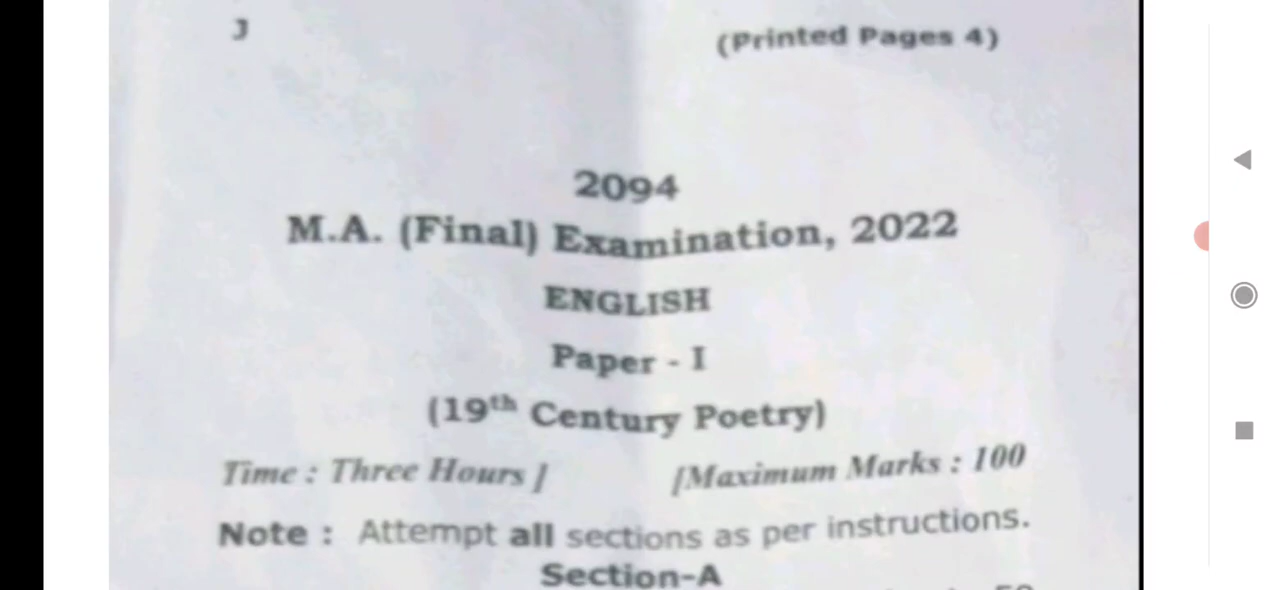 J
(Printed Pages 4)
2094
M.A. (Final) Examination, 2022
ENGLISH
Paper - I
(19th Century Poetry)
Time : Three Hours ]
[Maximum Marks : 100
Note : Attempt all sections as per instructions.
Section-A